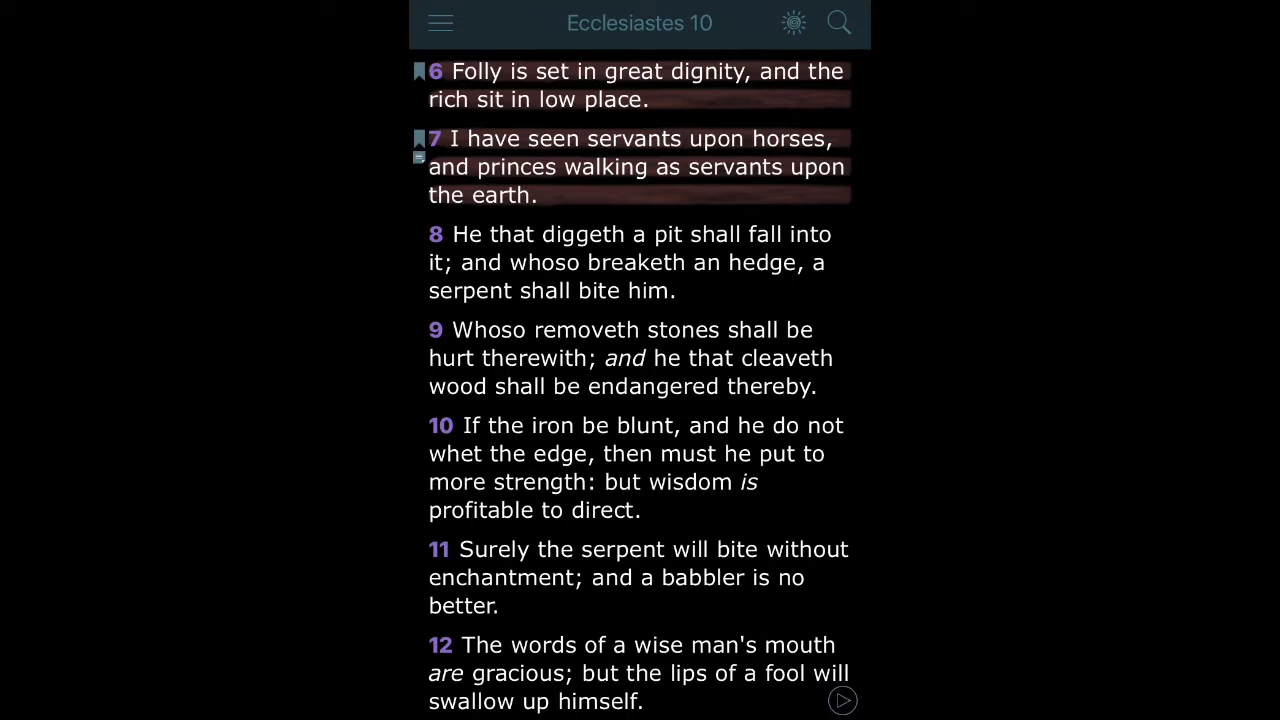 Ecclesiastes 10
6 Folly is set in great dignity, and the
rich sit in low place.
7 I have seen servants upon horses,
and princes walking as servants upon
the earth.
8 He that diggeth a pit shall fall into
it; and whoso breaketh an hedge, a
serpent shall bite him.
9 Whoso removeth stones shall be
hurt therewith; and he that cleaveth
wood shall be endangered thereby.
10 If the iron be blunt, and he do not
whet the edge, then must he put to
more strength: but wisdom is
profitable to direct.
11 Surely the serpent will bite without
enchantment; and a babbler is no
better.
12 The words of a wise man's mouth
are gracious; but the lips of a fool will
swallow up himself.